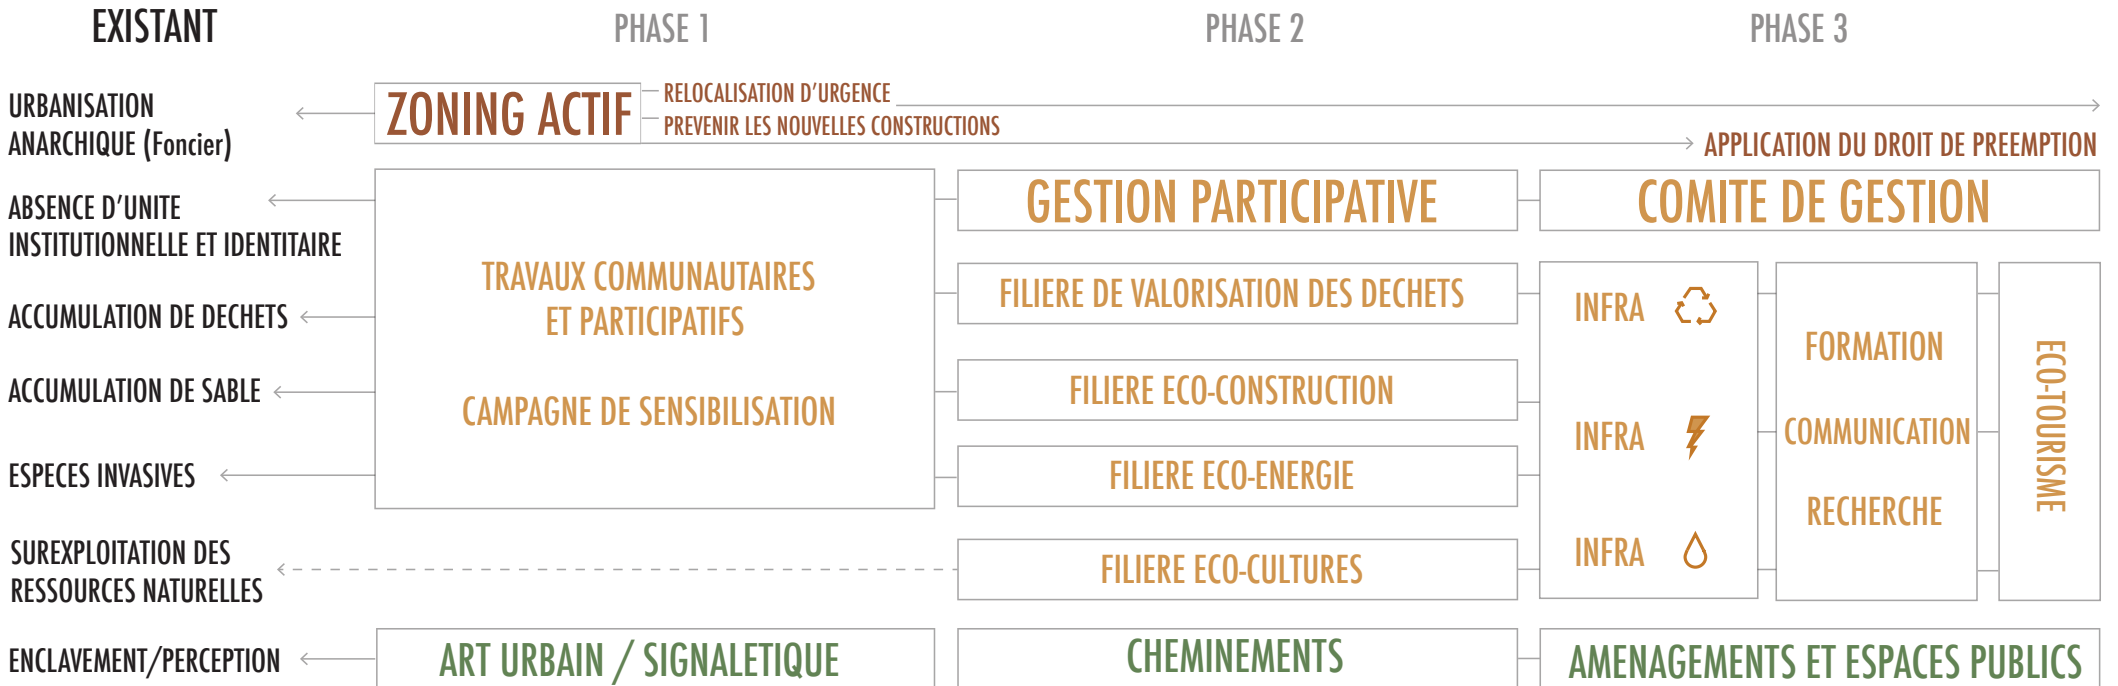 EXISTANT
PHASE 1
PHASE 2
PHASE 3
URBANISATION
ANARCHIQUE (Foncier)
ZONING ACTIF
RELOCALISATION D'URGENCE
PREVENIR LES NOUVELLES CONSTRUCTIONS
APPLICATION DU DROIT DE PREEMPTION
ABSENCE D'UNITE
INSTITUTIONNELLE ET IDENTITAIRE
ACCUMULATION DE DECHETS
ACCUMULATION DE SABLE
ESPECES INVASIVES
TRAVAUX COMMUNAUTAIRES
ET PARTICIPATIFS
CAMPAGNE DE SENSIBILISATION
GESTION PARTICIPATIVE
COMITE DE GESTION
FILIERE DE VALORISATION DES DECHETS
FILIERE ECO-CONSTRUCTION
FILIERE ECO-ENERGIE
INFRA
INFRA
INFRA
FORMATION
COMMUNICATION
RECHERCHE
ECO-TOURISME
SUREXPLOITATION DES
RESSOURCES NATURELLES
FILIERE ECO-CULTURES
ENCLAVEMENT/PERCEPTION
ART URBAIN / SIGNALETIQUE
CHEMINEMENTS
AMENAGEMENTS ET ESPACES PUBLICS